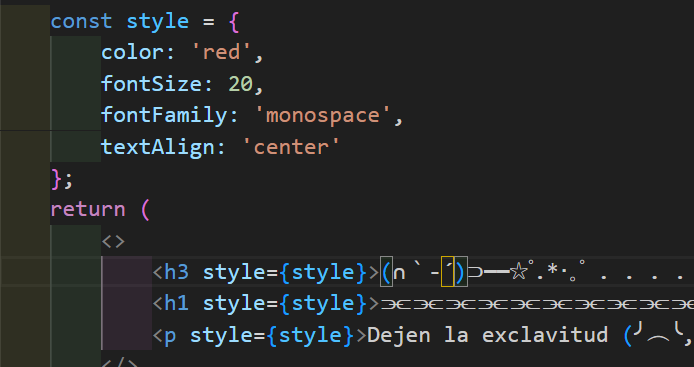 const style = {
color: 'red',
fontSize: 20,
fontFamily: 'monospace',
textAlign: 'center'
};
return (
<>
<h3 style={style}>(∩｀-´)⊃━━☆ﾟ.*･｡ﾟ . . . .
<h1 style={style}>⫘⫘⫘⫘⫘⫘⫘⫘⫘⫘
<p style={style}>Dejen la exclavitud (╯︵╰,
</>